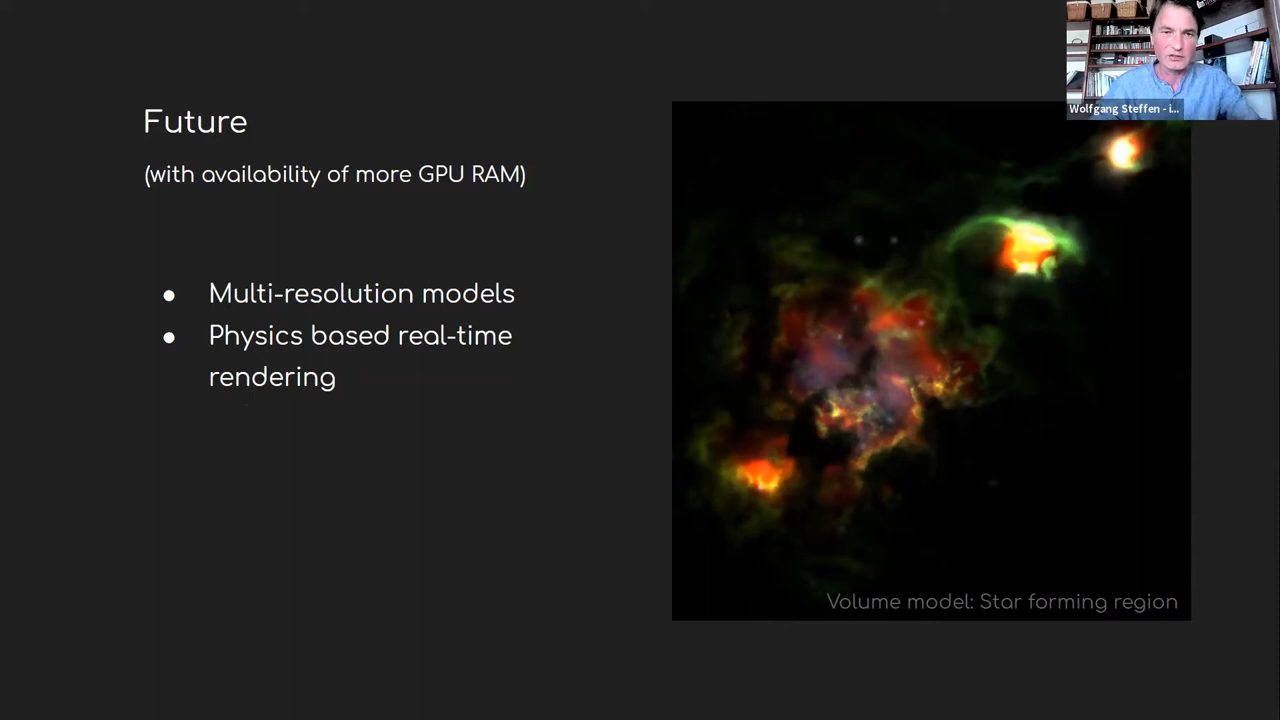 Wolfgang Steffen - i...
Future
(with availability of more GPU RAM)
● Multi-resolution models
● Physics based real-time
rendering
Volume model: Star forming region